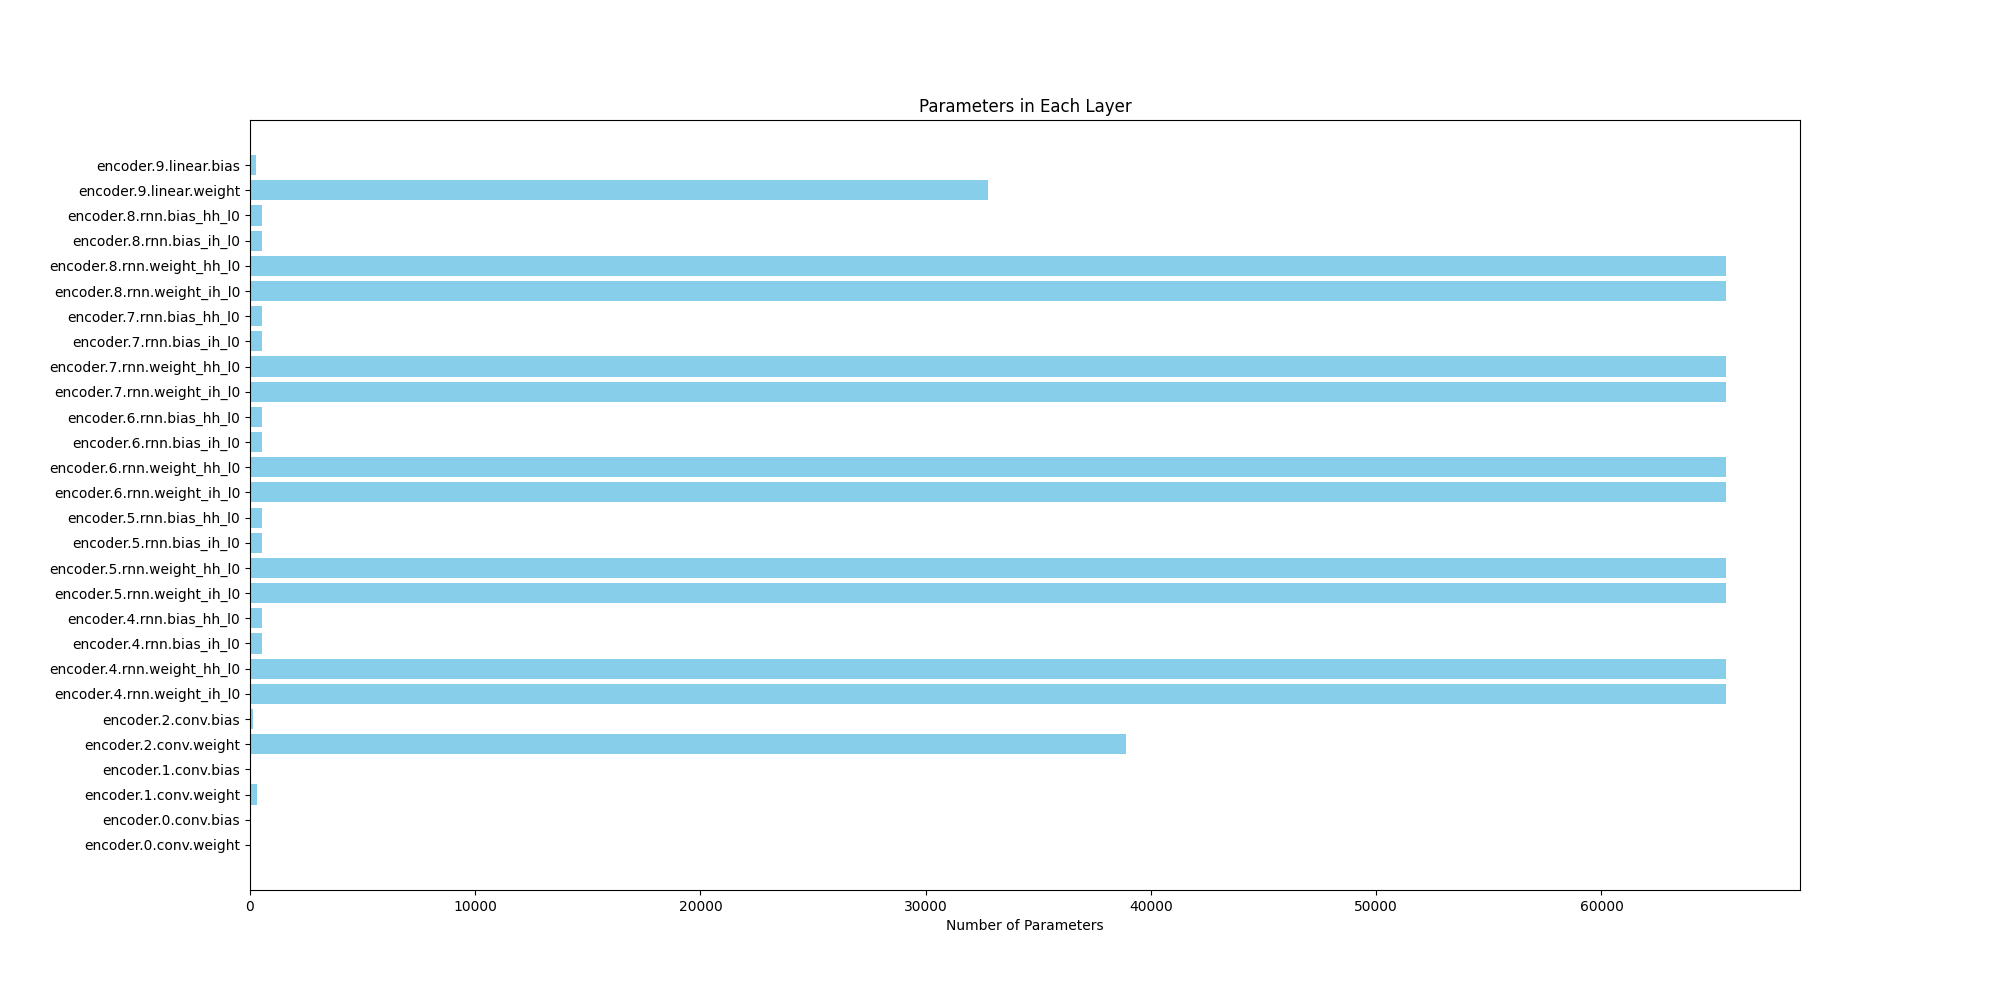 Parameters in Each Layer
encoder.9.linear.bias
encoder.9.linear.weight
encoder.8.rnn.bias_hh_l0
encoder.8.rnn.bias_ih_l0
encoder.8.rnn.weight_hh_l0
encoder.8.rnn.weight_ih_l0
encoder.7.rnn.bias_hh_l0
encoder.7.rnn.bias_ih_l0
encoder.7.rnn.weight_hh_l0
encoder.7.rnn.weight_ih_l0
encoder.6.rnn.bias_hh_l0
encoder.6.rnn.bias_ih_l0
encoder.6.rnn.weight_hh_l0
encoder.6.rnn.weight_ih_l0
encoder.5.rnn.bias_hh_l0
encoder.5.rnn.bias_ih_l0
encoder.5.rnn.weight_hh_l0
encoder.5.rnn.weight_ih_l0
encoder.4.rnn.bias_hh_l0
encoder.4.rnn.bias_ih_l0
encoder.4.rnn.weight_hh_l0
encoder.4.rnn.weight_ih_l0
encoder.2.conv.bias
encoder.2.conv.weight
encoder.1.conv.bias
encoder.1.conv.weight
encoder.0.conv.bias
encoder.0.conv.weight
0 10000 20000 30000 40000 50000 60000
Number of Parameters